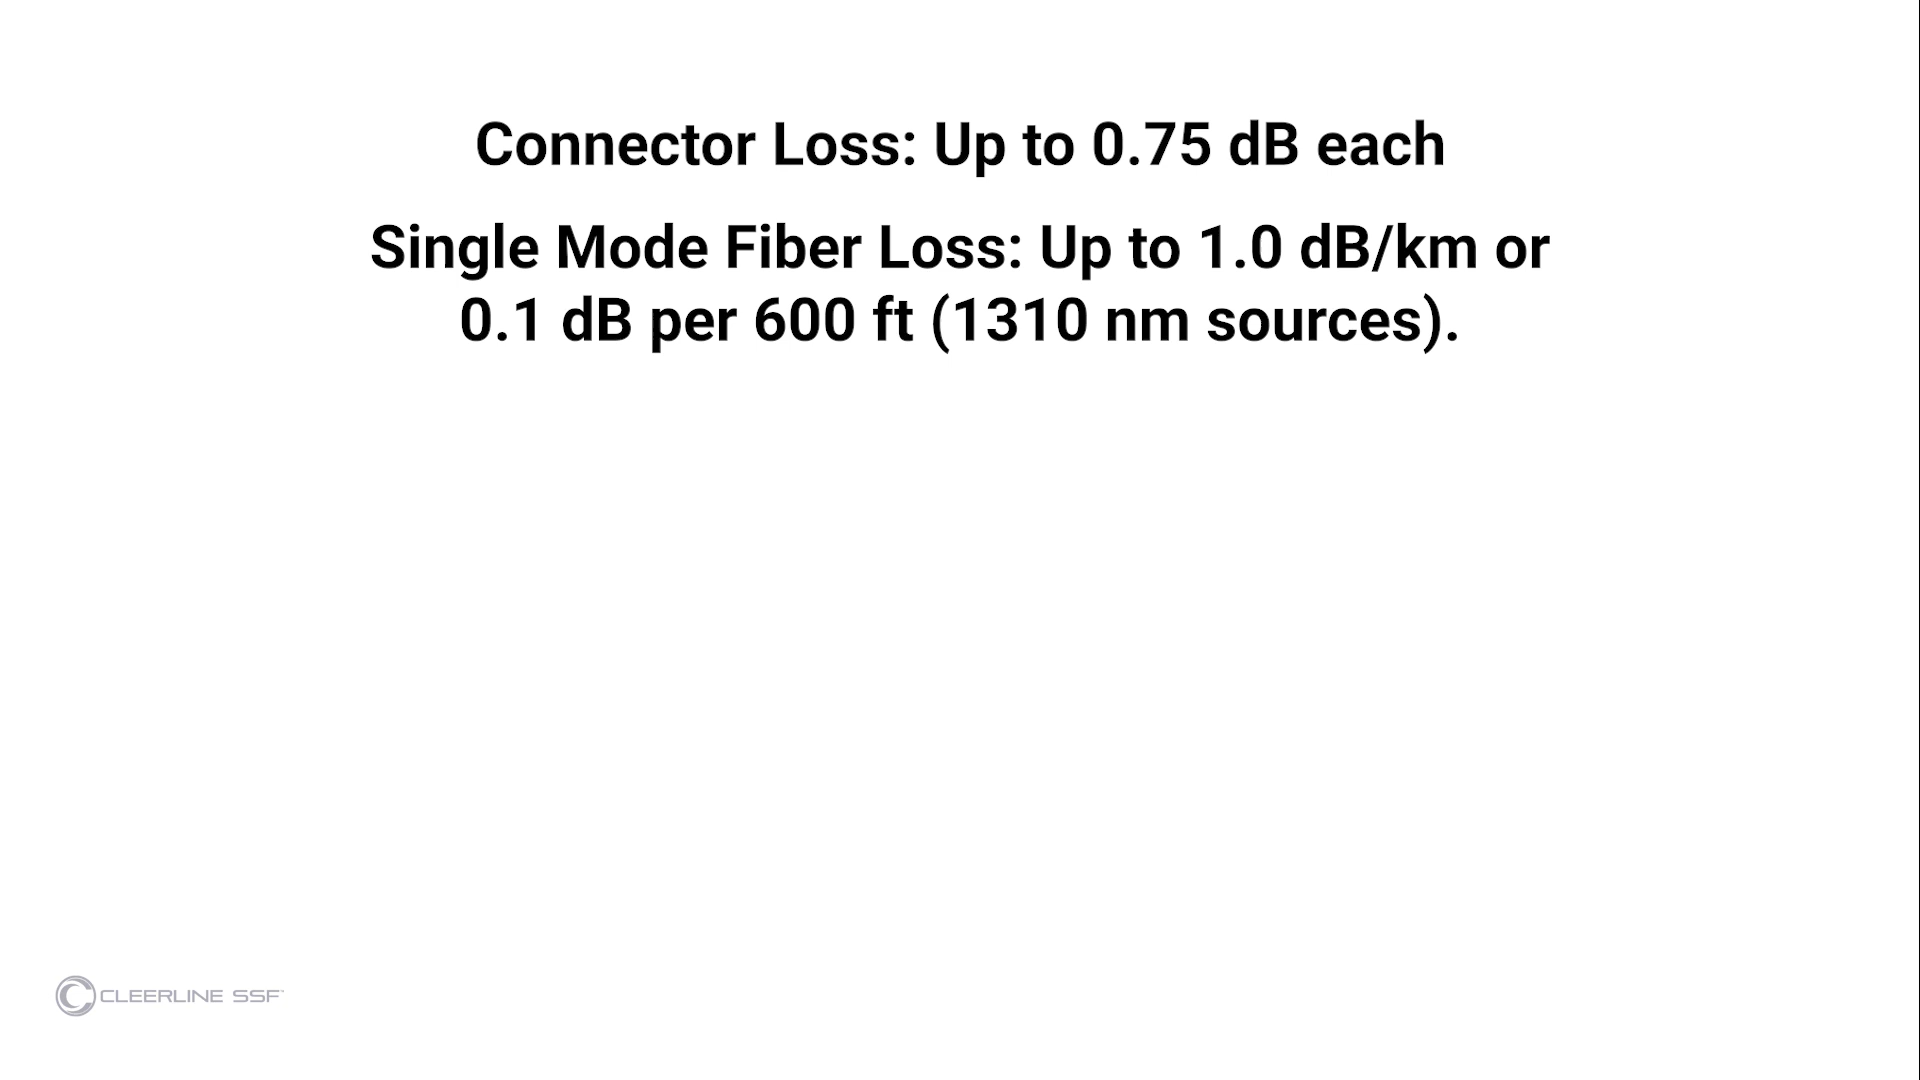 Connector Loss: Up to 0.75 dB each
Single Mode Fiber Loss: Up to 1.0 dB/km or
0.1 dB per 600 ft (1310 nm sources).
CLEERLINE SSF™